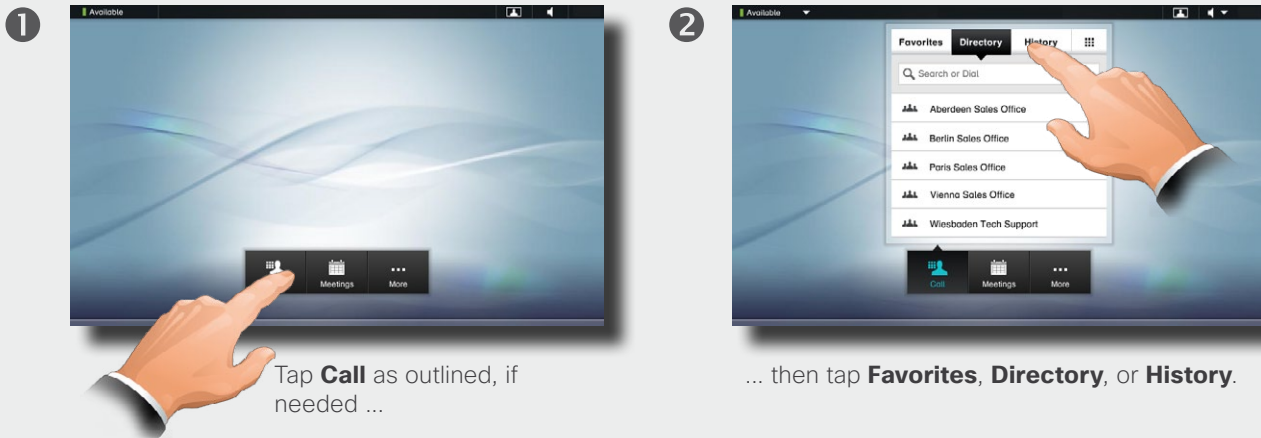 1
Available
Meetings
More
Tap Call as outlined, if
needed ...
2
Available
Favorites Directory History
Search or Dial
Aberdeen Sales Office
Berlin Sales Office
Paris Sales Office
Vienna Sales Office
Wiesbaden Tech Support
Call Meetings More
... then tap Favorites, Directory, or History.